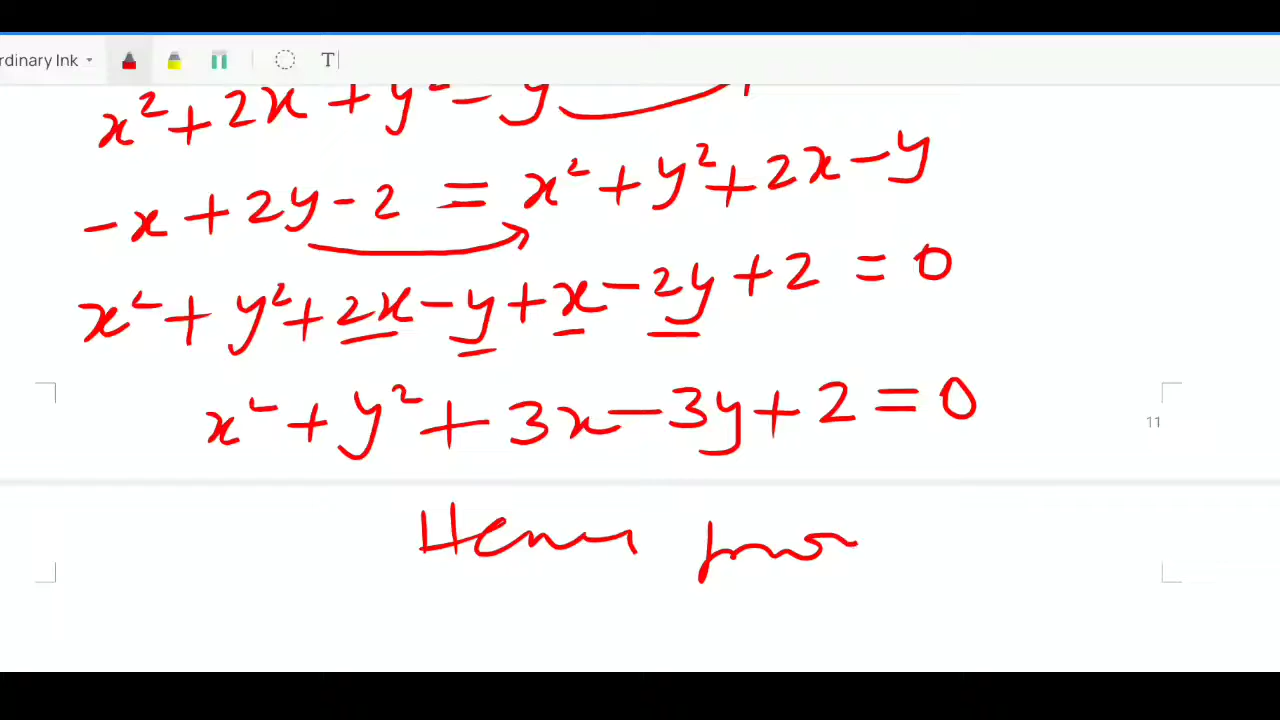 rdinary Ink T
x² + 2x + y² - y
-x + 2y - 2 = x² + y² + 2x - y
x² + y² + 2x - y + x - 2y + 2 = 0
x² + y² + 3x - 3y + 2 = 0
11
Hence